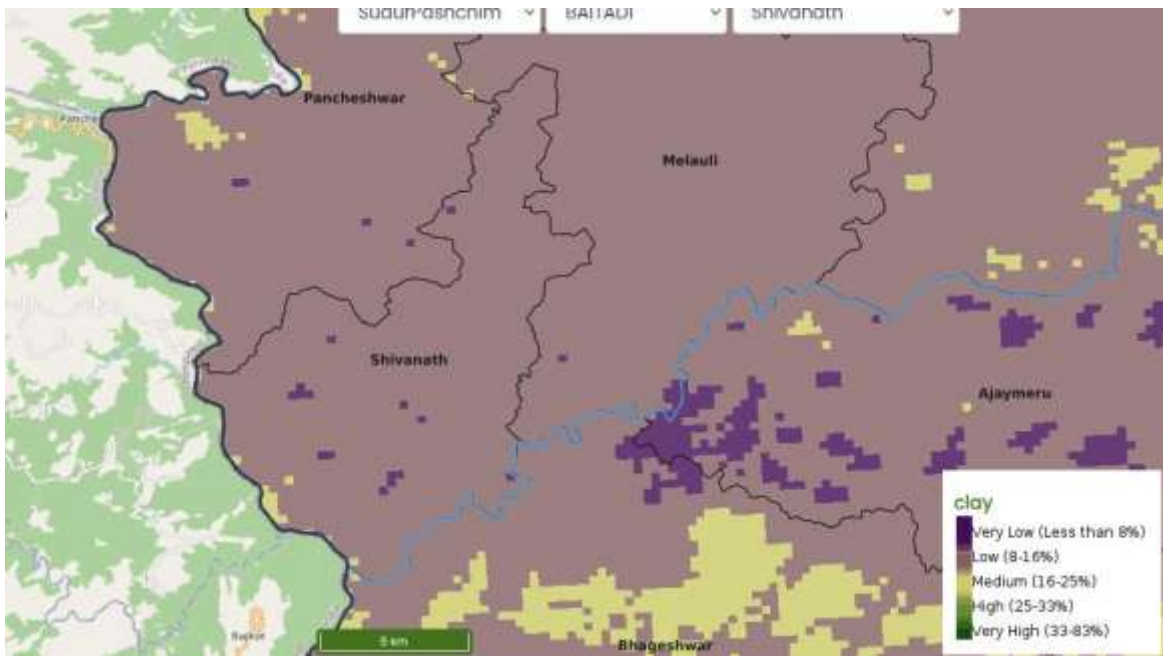 SudurPashchim BAITADI Shivanath
Pancheshwar
Melauli
Shivanath
Ajaymeru
Bhageshwar
clay
Very Low (Less than 8%)
Low (8-16%)
Medium (16-25%)
High (25-33%)
Very High (33-83%)